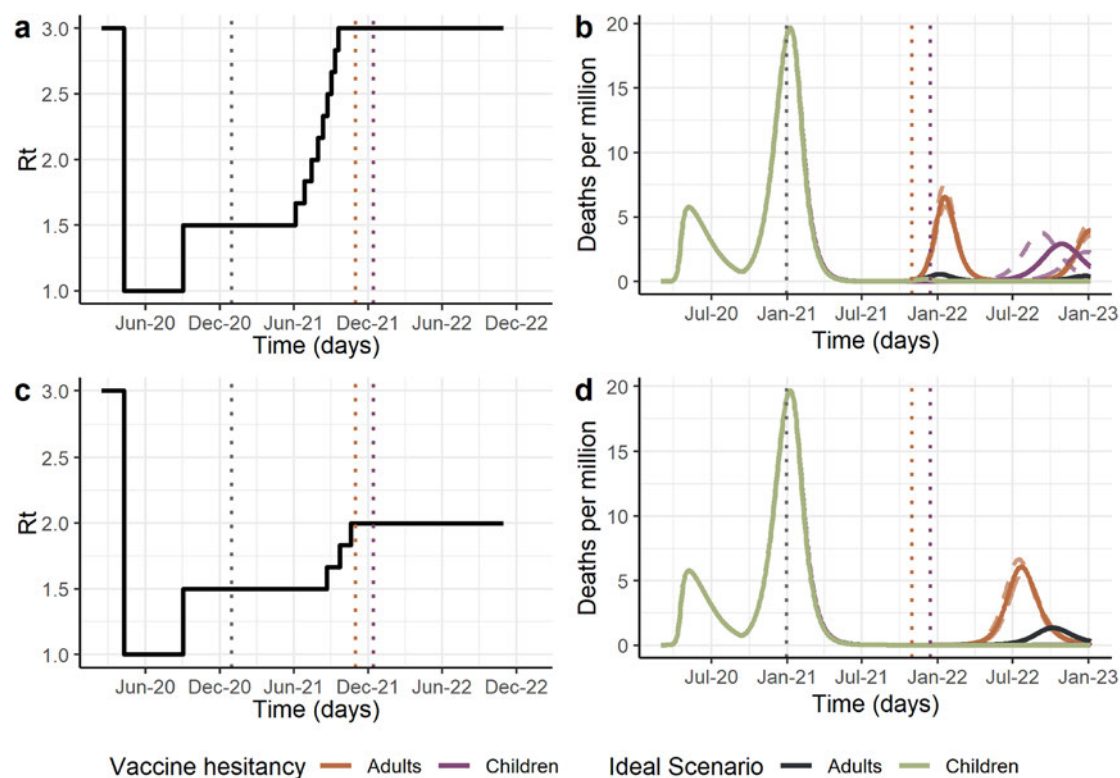 a
3.0
2.5
2.0
1.5
1.0
Rt
Jun-20 Dec-20 Jun-21 Dec-21 Jun-22 Dec-22
Time (days)
b
20
15
10
5
0
Deaths per million
Jul-20 Jan-21 Jul-21 Jan-22 Jul-22 Jan-23
Time (days)
c
3.0
2.5
2.0
1.5
1.0
Rt
Jun-20 Dec-20 Jun-21 Dec-21 Jun-22 Dec-22
Time (days)
d
20
15
10
5
0
Deaths per million
Jul-20 Jan-21 Jul-21 Jan-22 Jul-22 Jan-23
Time (days)
Vaccine hesitancy Adults Children Ideal Scenario Adults Children